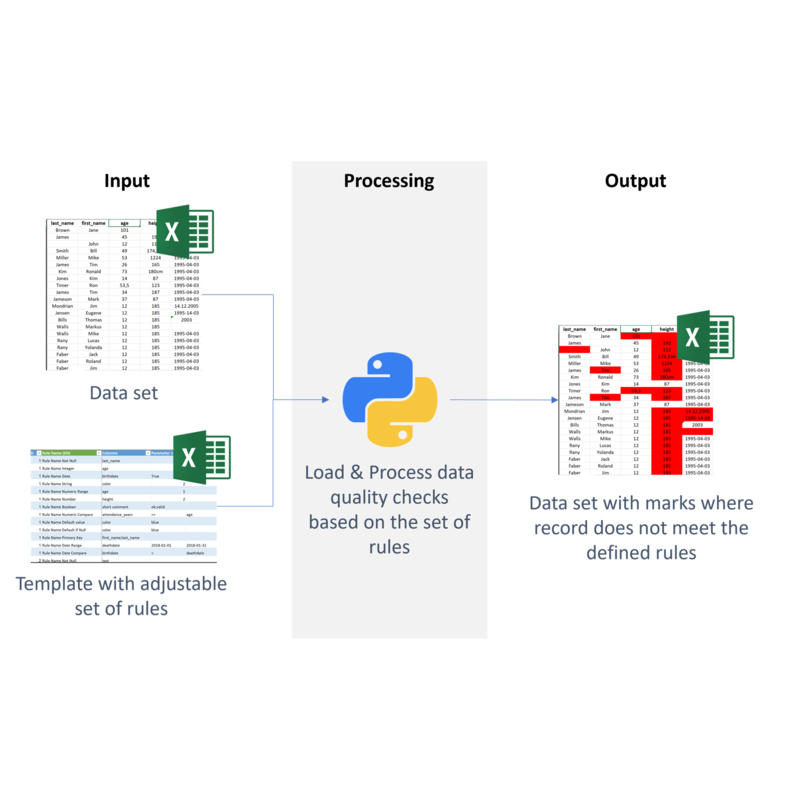 Input
Processing
Output
last_name first_name age
Brown Jane 101
James 45
John 12
Smith Bill 49
Miller Mike 53 1224 1995-04-03
James Tim 26 165 1995-04-03
Kim Ronald 73 180cm 1995-04-03
Jones Kim 14 87 1995-04-03
Timer Ron 53,5 123 1995-04-03
James Tim 34 187 1995-04-03
Jameson Mark 37 87 1995-04-03
Mondrian Jim 12 185 14.12.2005
Jensen Eugene 12 185 1995-14-03
Bills Thomas 12 185 2003
Walls Markus 12 185
Walls Mike 12 185 1995-04-03
Rany Lucas 12 185 1995-04-03
Rany Yolanda 12 185 1995-04-03
Faber Jack 12 185 1995-04-03
Faber Roland 12 185 1995-04-03
Faber Jim 12 185 1995-04-03
X
Data set
Rule Name (DQ) Columns Parameter
1 Rule Name Not Null last_name
1 Rule Name Integer age
1 Rule Name Date birthdate True
1 Rule Name String color 2
1 Rule Name Numeric Range age 1
1 Rule Name Number height 2
1 Rule Name Boolean short comment ok;valid
1 Rule Name Numeric Compare attendance_years >= age
1 Rule Name Default value color blue
1 Rule Name Default if Null color blue
1 Rule Name Primary Key first_name;last_name
1 Rule Name Date Range birthdate 2018-01-01 2018-01-31
1 Rule Name Date Compare birthdate < deathdate
2 Rule Name Not Null test
X
Template with adjustable
set of rules
Load & Process data
quality checks
based on the set of
rules
last_name first_name age height
Brown Jane
James 45
John 12
Smith Bill 49
Miller Mike 53 1995-04-03
James 26 1995-04-03
Kim Ronald 73 1995-04-03
Jones Kim 14 87 1995-04-03
Timer Ron 1995-04-03
James 34 1995-04-03
Jameson Mark 37 87 1995-04-03
Mondrian Jim 12 185
Jensen Eugene 12 185
Bills Thomas 12 185 2003
Walls Markus 12 185
Walls Mike 12 185 1995-04-03
Rany Lucas 12 185 1995-04-03
Rany Yolanda 12 185 1995-04-03
Faber Jack 12 185 1995-04-03
Faber Roland 12 185 1995-04-03
Faber Jim 12 185 1995-04-03
X
Data set with marks where
record does not meet the
defined rules